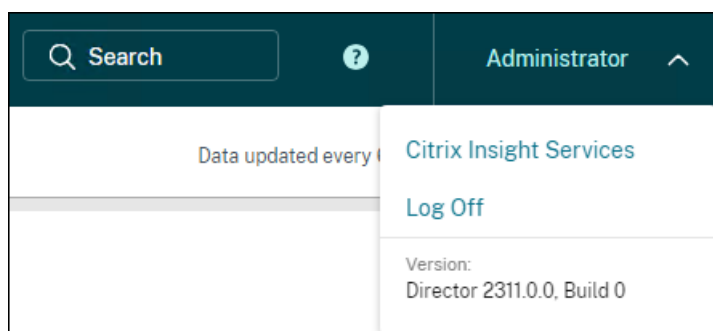 Search
?
Administrator
Data updated every
Citrix Insight Services
Log Off
Version:
Director 2311.0.0, Build 0